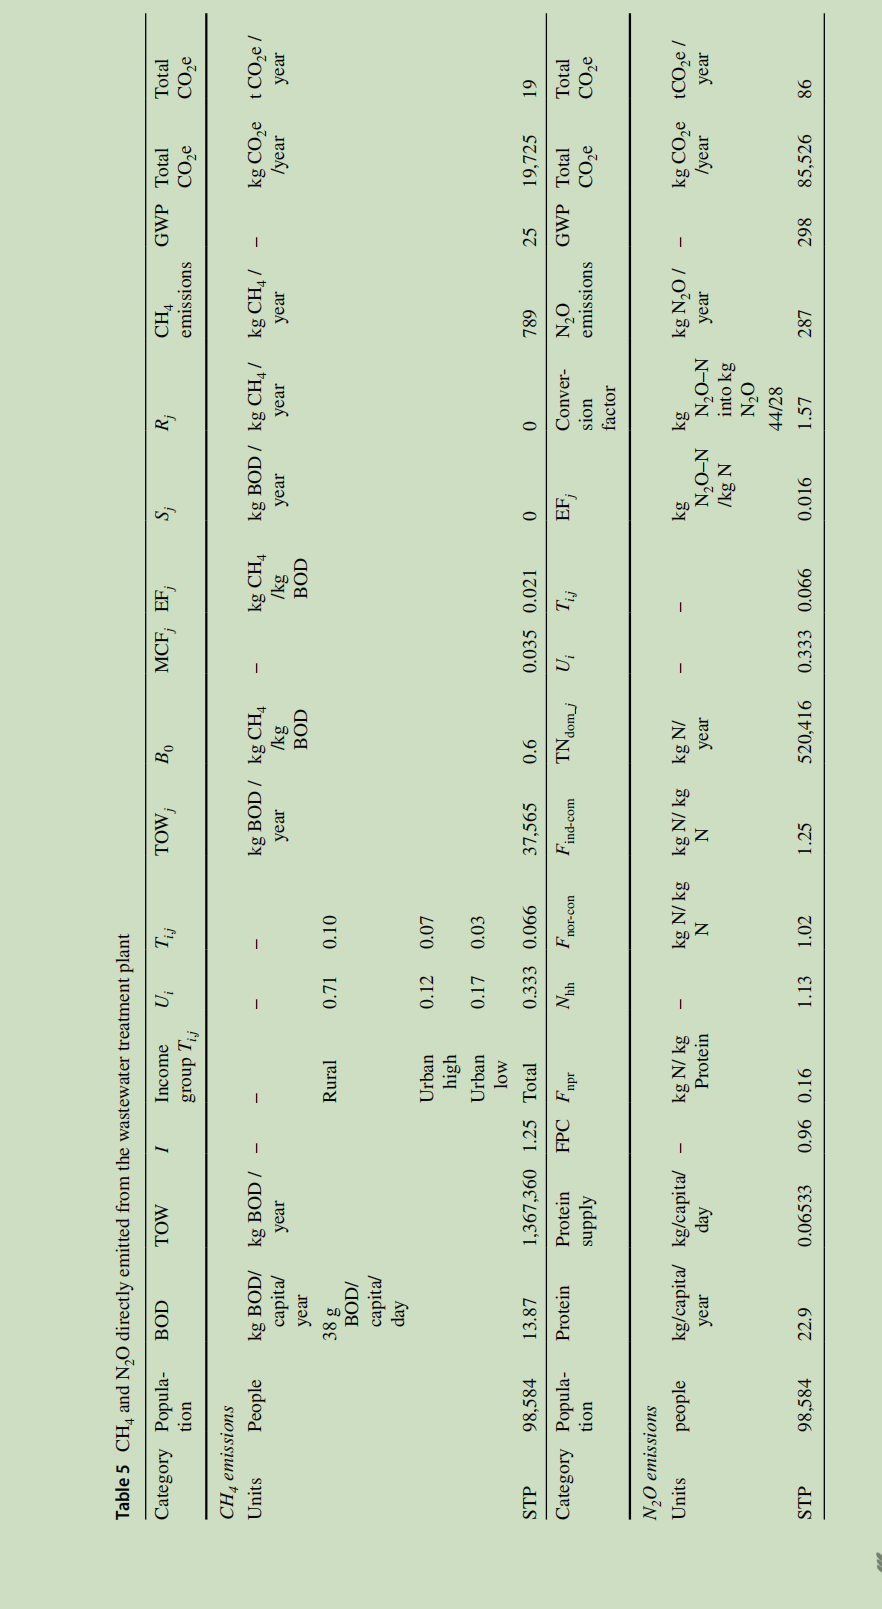 Table 5 CH₄ and N₂O directly emitted from the wastewater treatment plant
Category Popula-tion BOD TOW I Income group Tᵢ,ⱼ Uᵢ Tᵢ,ⱼ TOWⱼ B₀ MCFⱼ EFⱼ Sⱼ Rⱼ CH₄ emissions GWP Total CO₂e Total CO₂e
CH₄ emissions
Units People kg BOD/ capita/ year kg BOD / year – – – – kg BOD / year kg CH₄ /kg BOD – kg CH₄ /kg BOD kg BOD / year kg CH₄ / year kg CH₄ / year – kg CO₂e /year t CO₂e / year
38 g BOD/ capita/ day Rural 0.71 0.10
Urban high 0.12 0.07
Urban low 0.17 0.03
STP 98,584 13.87 1,367,360 1.25 Total 0.333 0.066 37,565 0.6 0.035 0.021 0 0 789 25 19,725 19
Category Popula-tion Protein Protein supply FPC Fnpr Nhh Fnor-con Find-com TNdom_j Uᵢ Tᵢ,ⱼ EFⱼ Conver-sion factor N₂O emissions GWP Total CO₂e Total CO₂e
N₂O emissions
Units people kg/capita/ year kg/capita/ day – kg N/ kg Protein – kg N/ kg N kg N/ kg N kg N/ year – – kg N₂O–N /kg N kg N₂O–N into kg N₂O 44/28 kg N₂O / year – kg CO₂e /year tCO₂e / year
STP 98,584 22.9 0.06533 0.96 0.16 1.13 1.02 1.25 520,416 0.333 0.066 0.016 1.57 287 298 85,526 86